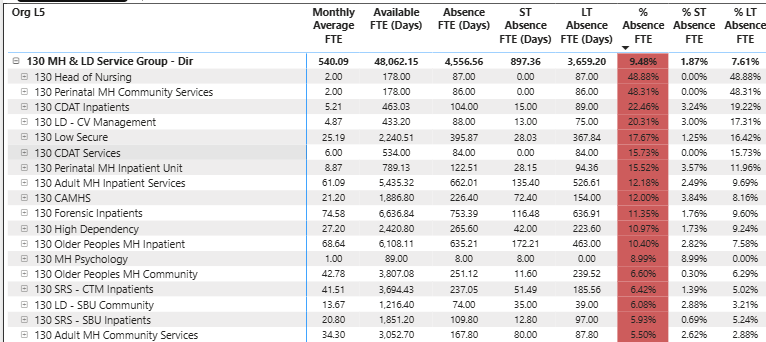 Org L5 Monthly Average FTE Available FTE (Days) Absence FTE (Days) ST Absence FTE (Days) LT Absence FTE (Days) % Absence FTE % ST Absence FTE % LT Absence FTE
130 MH & LD Service Group - Dir 540.09 48,062.15 4,556.56 897.36 3,659.20 9.48% 1.87% 7.61%
130 Head of Nursing 2.00 178.00 87.00 0.00 87.00 48.88% 0.00% 48.88%
130 Perinatal MH Community Services 2.00 178.00 86.00 0.00 86.00 48.31% 0.00% 48.31%
130 CDAT Inpatients 5.21 463.03 104.00 15.00 89.00 22.46% 3.24% 19.22%
130 LD - CV Management 4.87 433.20 88.00 13.00 75.00 20.31% 3.00% 17.31%
130 Low Secure 25.19 2,240.51 395.87 28.03 367.84 17.67% 1.25% 16.42%
130 CDAT Services 6.00 534.00 84.00 0.00 84.00 15.73% 0.00% 15.73%
130 Perinatal MH Inpatient Unit 8.87 789.13 122.51 28.15 94.36 15.52% 3.57% 11.96%
130 Adult MH Inpatient Services 61.09 5,435.32 662.01 135.40 526.61 12.18% 2.49% 9.69%
130 CAMHS 21.20 1,886.80 226.40 72.40 154.00 12.00% 3.84% 8.16%
130 Forensic Inpatients 74.58 6,636.84 753.39 116.48 636.91 11.35% 1.76% 9.60%
130 High Dependency 27.20 2,420.80 265.60 42.00 223.60 10.97% 1.73% 9.24%
130 Older Peoples MH Inpatient 68.64 6,108.11 635.21 172.21 463.00 10.40% 2.82% 7.58%
130 MH Psychology 1.00 89.00 8.00 8.00 0.00 8.99% 8.99% 0.00%
130 Older Peoples MH Community 42.78 3,807.08 251.12 11.60 239.52 6.60% 0.30% 6.29%
130 SRS - CTM Inpatients 41.51 3,694.43 237.05 51.49 185.56 6.42% 1.39% 5.02%
130 LD - SBU Community 13.67 1,216.40 74.00 35.00 39.00 6.08% 2.88% 3.21%
130 SRS - SBU Inpatients 20.80 1,851.20 109.80 12.80 97.00 5.93% 0.69% 5.24%
130 Adult MH Community Services 34.30 3,052.70 167.80 80.00 87.80 5.50% 2.62% 2.88%